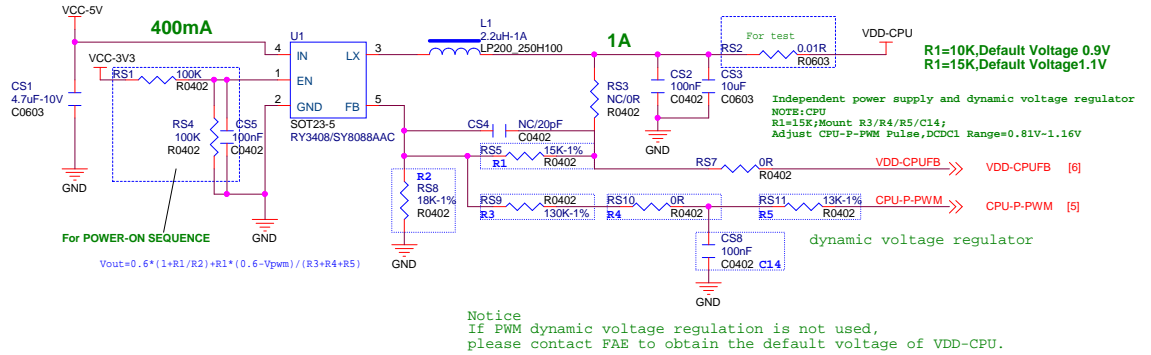 VCC-5V
400mA
VCC-3V3
CS1
4.7uF-10V
C0603
GND
RS1
100K
R0402
RS4
100K
R0402
CS5
100nF
C0402
GND
For POWER-ON SEQUENCE
Vout=0.6*(1+R1/R2)+R1*(0.6-Vpwm)/(R3+R4+R5)
U1
4
IN
LX
3
1
EN
2
GND
FB
5
SOT23-5
RY3408/SY8088AAC
L1
2.2uH-1A
LP200_250H100
1A
RS3
NC/0R
R0402
CS2
100nF
C0402
CS3
10uF
C0603
For test
RS2
0.01R
R0603
VDD-CPU
R1=10K,Default Voltage 0.9V
R1=15K,Default Voltage1.1V
Independent power supply and dynamic voltage regulator
NOTE:CPU
R1=15K;Mount R3/R4/R5/C14;
Adjust CPU-P-PWM Pulse,DCDC1 Range=0.81V~1.16V
CS4
NC/20pF
C0402
RS5
15K-1%
R1
R0402
RS7
0R
R0402
VDD-CPUFB
VDD-CPUFB
[6]
R2
RS8
18K-1%
R0402
GND
RS9
R0402
R3
130K-1%
RS10
0R
R4
R0402
RS11
13K-1%
R5
R0402
CPU-P-PWM
CPU-P-PWM
[5]
CS8
100nF
C0402
C14
GND
dynamic voltage regulator
Notice
If PWM dynamic voltage regulation is not used,
please contact FAE to obtain the default voltage of VDD-CPU.